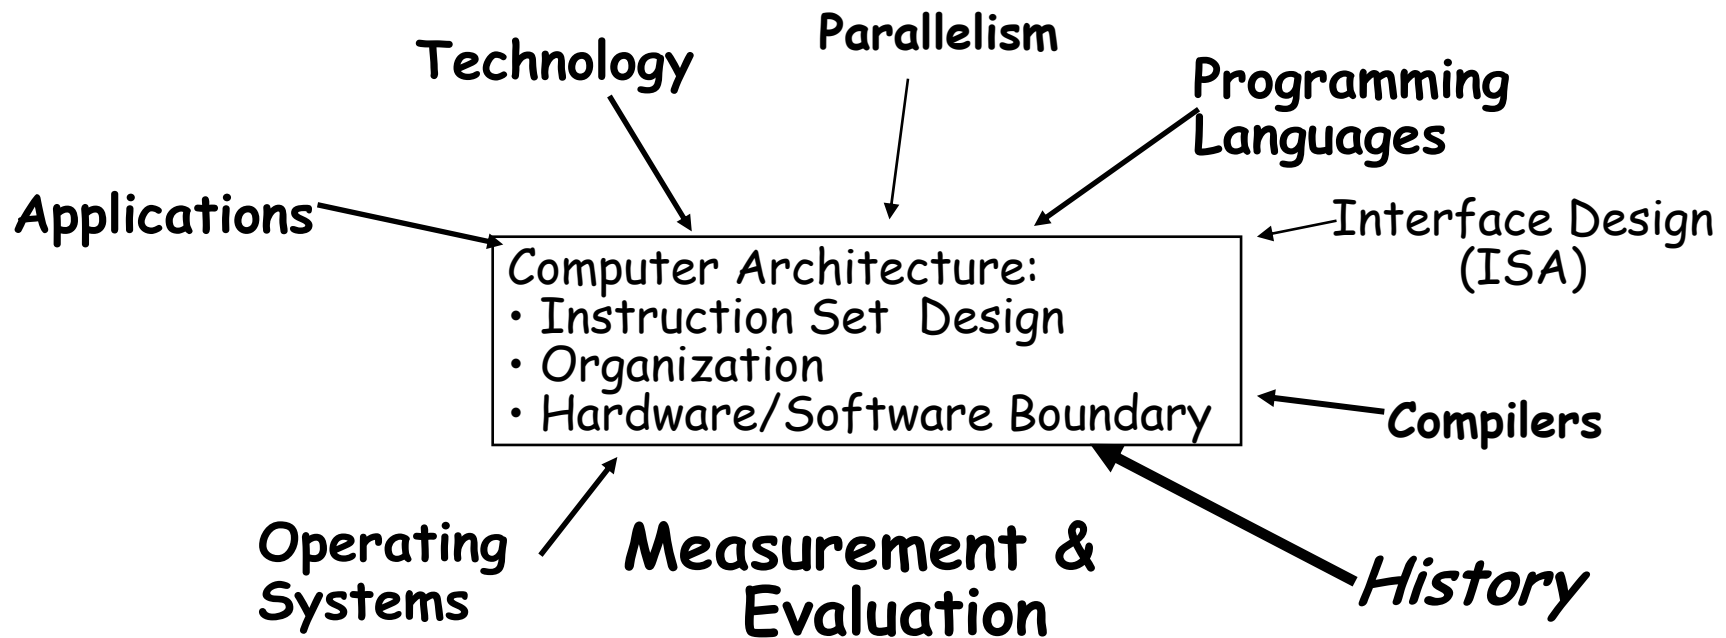 Parallelism
Technology
Programming
Languages
Applications
Interface Design
(ISA)
Computer Architecture:
• Instruction Set Design
• Organization
• Hardware/Software Boundary
Compilers
Operating
Systems
Measurement &
Evaluation
History